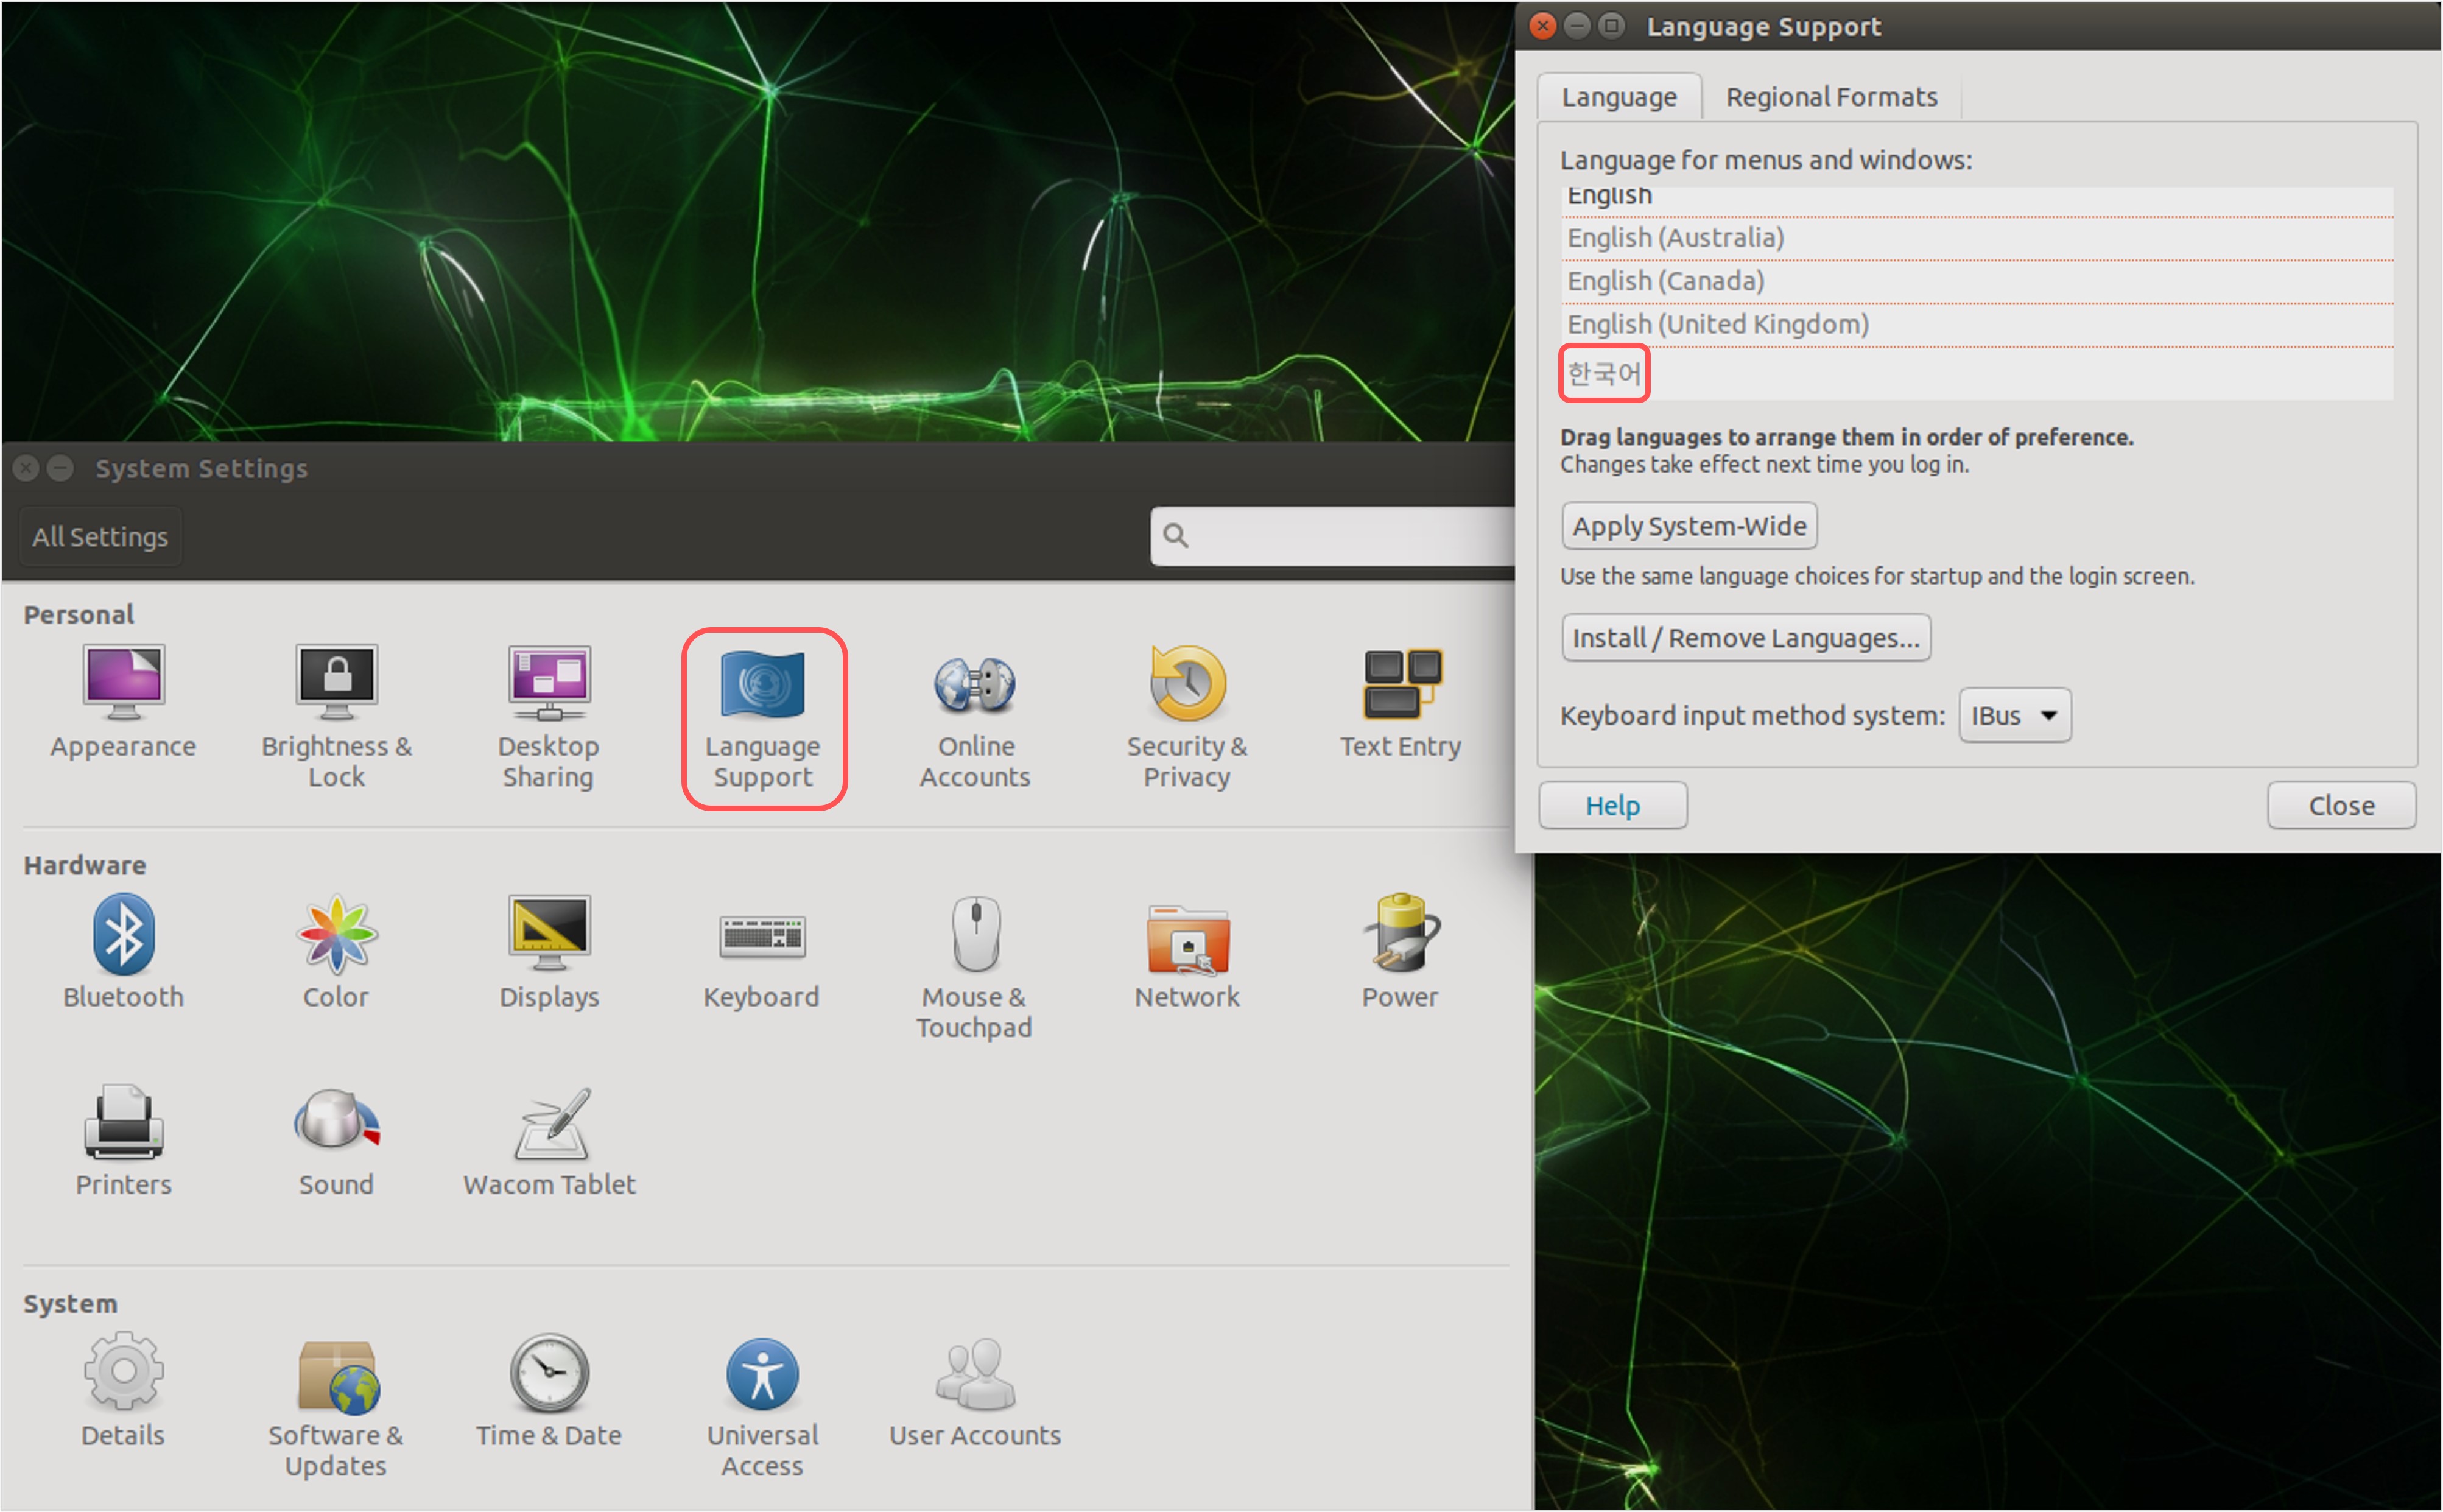 Language Support
Language
Regional Formats
Language for menus and windows:
English
English (Australia)
English (Canada)
English (United Kingdom)
한국어
Drag languages to arrange them in order of preference.
Changes take effect next time you log in.
Apply System-Wide
Use the same language choices for startup and the login screen.
Install / Remove Languages...
Keyboard input method system:
IBus
Help
Close
System Settings
All Settings
Personal
Appearance
Brightness &
Lock
Desktop
Sharing
Language
Support
Online
Accounts
Security &
Privacy
Text Entry
Hardware
Bluetooth
Color
Displays
Keyboard
Mouse &
Touchpad
Network
Power
Printers
Sound
Wacom Tablet
System
Details
Software &
Updates
Time & Date
Universal
Access
User Accounts